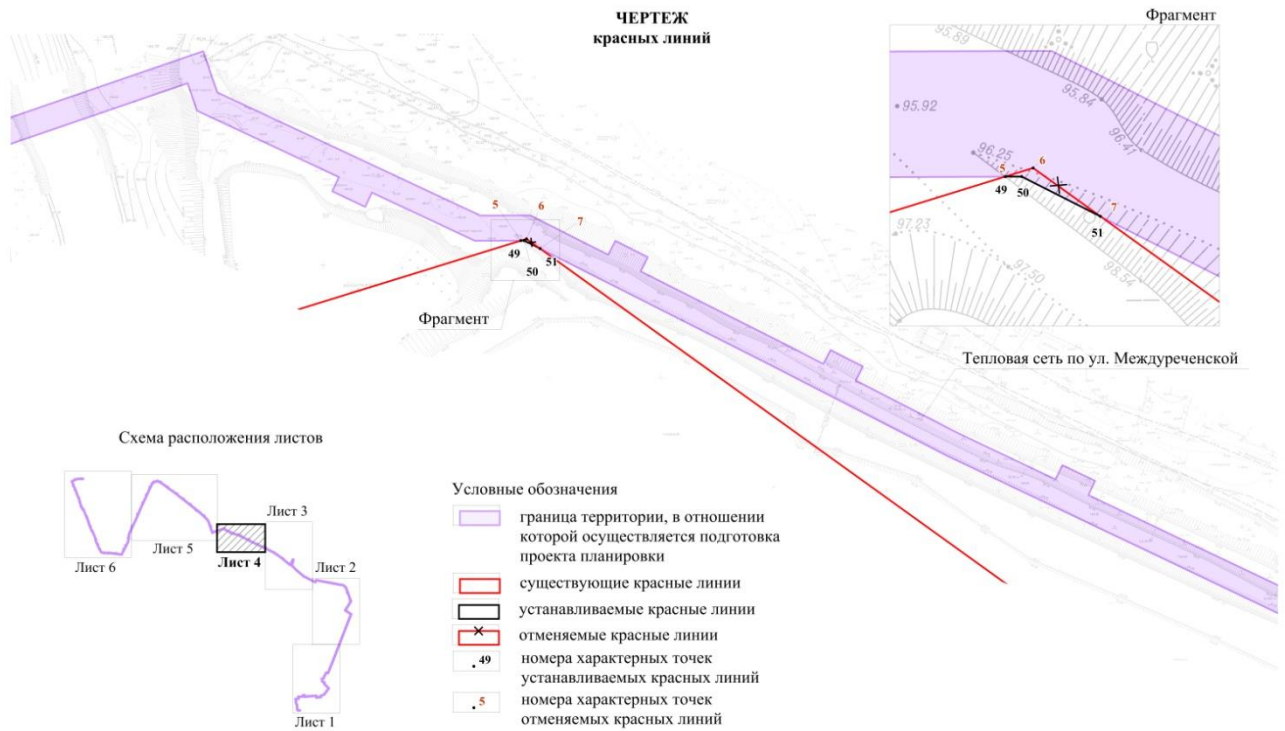 ЧЕРТЕЖ
красных линий
Фрагмент
95.89
95.84
96.41
95.92
96.25
5
6
49
50
7
51
97.23
97.50
98.54
5
6
7
49
50
51
Фрагмент
Тепловая сеть по ул. Междуреченской
Схема расположения листов
Лист 3
Лист 5
Лист 4
Лист 6
Лист 2
Лист 1
Условные обозначения
граница территории, в отношении
которой осуществляется подготовка
проекта планировки
существующие красные линии
устанавливаемые красные линии
отменяемые красные линии
49
номера характерных точек
устанавливаемых красных линий
5
номера характерных точек
отменяемых красных линий